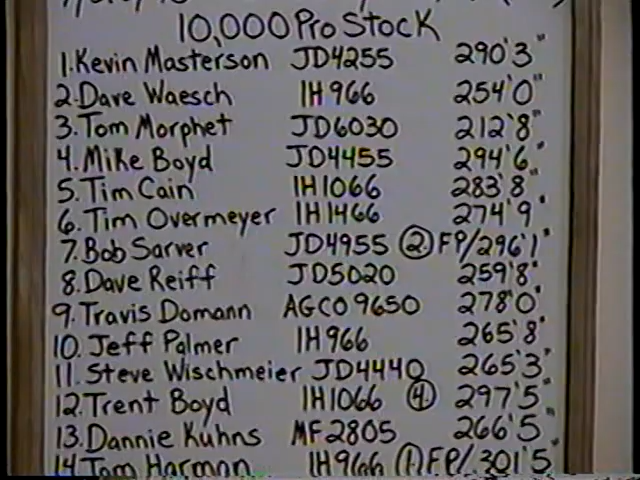 10,000 Pro Stock
1. Kevin Masterson JD4255 290'3"
2. Dave Waesch IH966 254'0"
3. Tom Morphet JD6030 212'8"
4. Mike Boyd JD4455 294'6"
5. Tim Cain IH1066 283'8"
6. Tim Overmeyer IH1466 274'9"
7. Bob Sarver JD4955 ② FP/296'1"
8. Dave Reiff JD5020 259'8"
9. Travis Domann AGCO 9650 278'0"
10. Jeff Palmer IH966 265'8"
11. Steve Wischmeier JD4440 265'3"
12. Trent Boyd IH1066 ④ 297'5"
13. Dannie Kuhns MF2805 266'5"
14 Tom Harman IH966 ① FP/301'5"